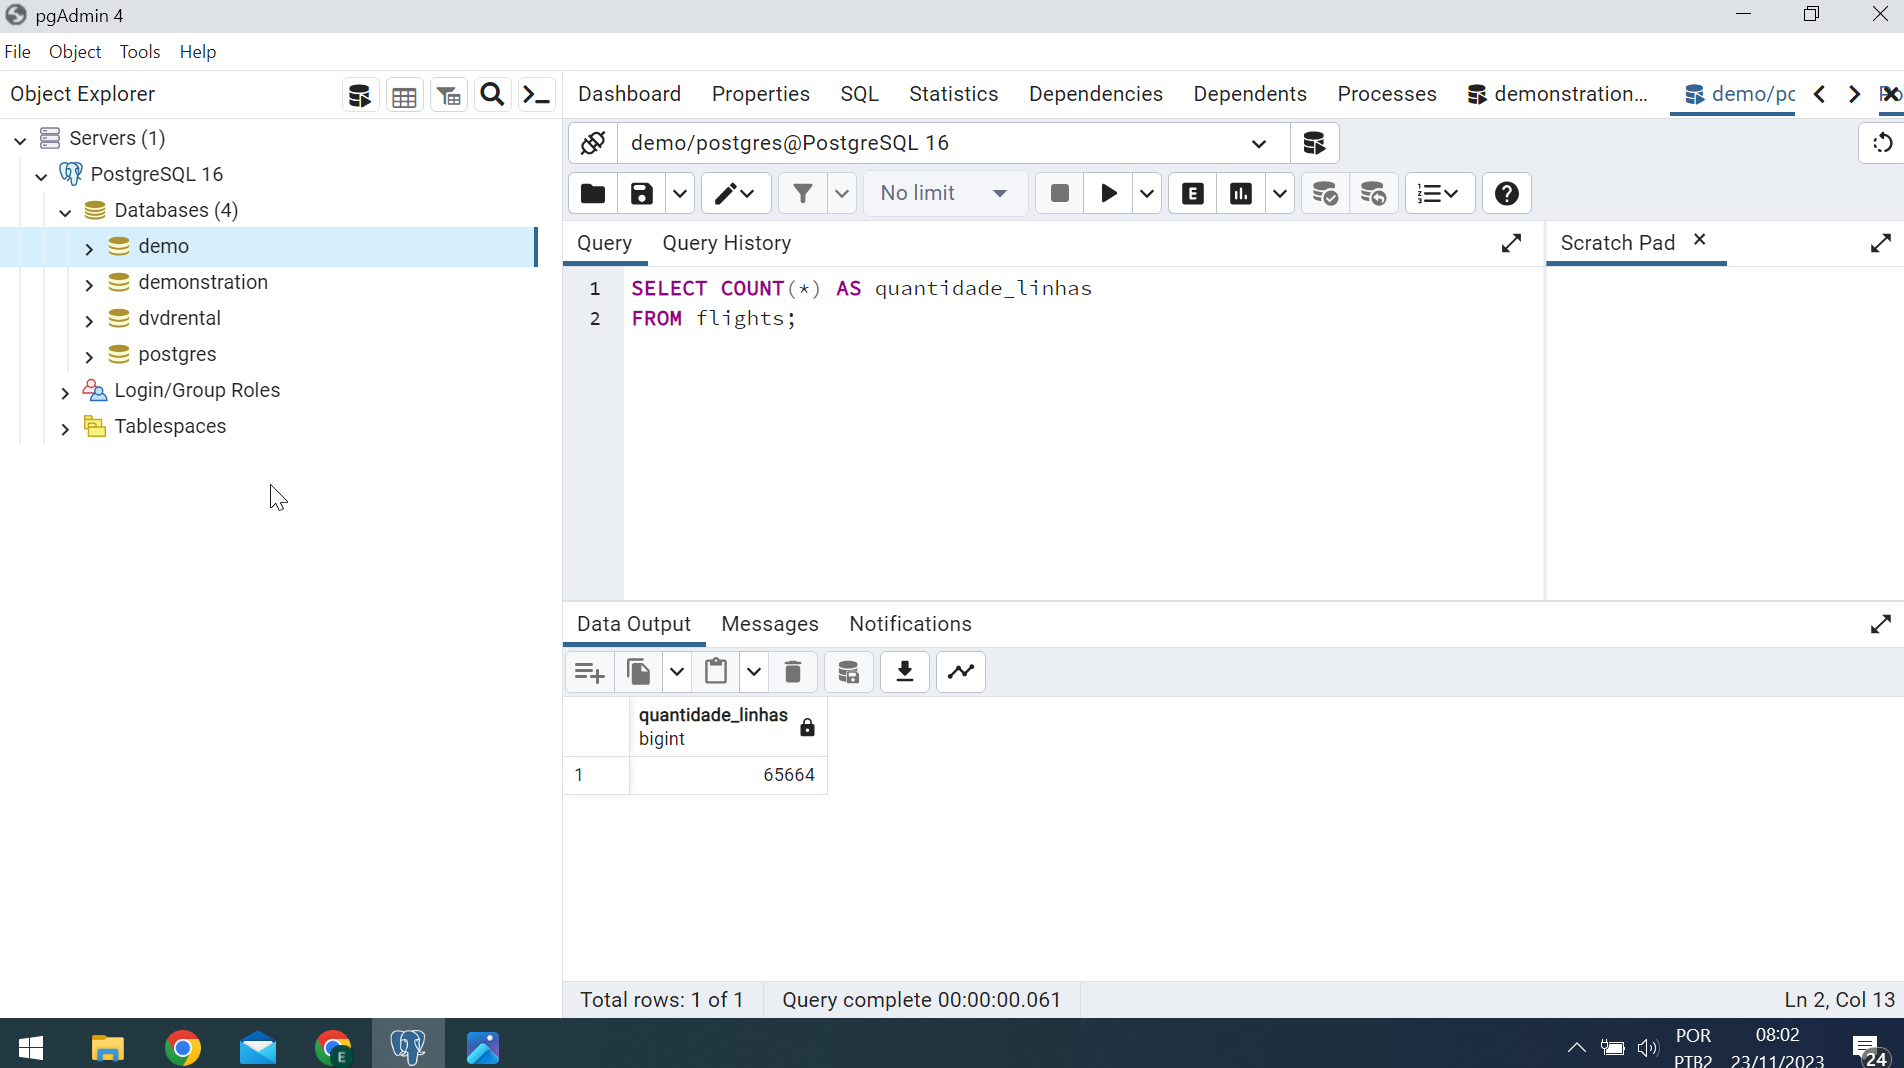 pgAdmin 4
File Object Tools Help
Object Explorer
Servers (1)
PostgreSQL 16
Databases (4)
demo
demonstration
dvdrental
postgres
Login/Group Roles
Tablespaces
Dashboard Properties SQL Statistics Dependencies Dependents Processes demonstration... demo/pc
demo/postgres@PostgreSQL 16
No limit
E
Query Query History
Scratch Pad
1 SELECT COUNT(*) AS quantidade_linhas
2 FROM flights;
Data Output Messages Notifications
quantidade_linhas
bigint
1 65664
Total rows: 1 of 1 Query complete 00:00:00.061 Ln 2, Col 13
E
POR
PTB2
08:02
23/11/2023
24